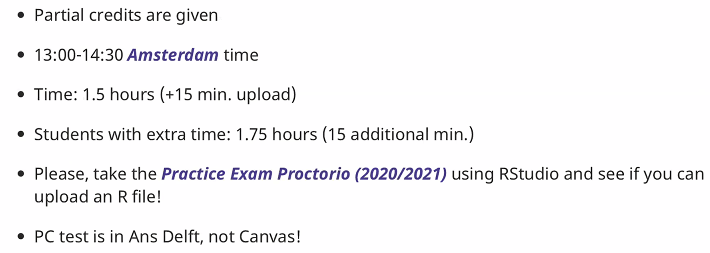 • Partial credits are given
• 13:00-14:30 Amsterdam time
• Time: 1.5 hours (+15 min. upload)
• Students with extra time: 1.75 hours (15 additional min.)
• Please, take the Practice Exam Proctorio (2020/2021) using RStudio and see if you can
upload an R file!
• PC test is in Ans Delft, not Canvas!